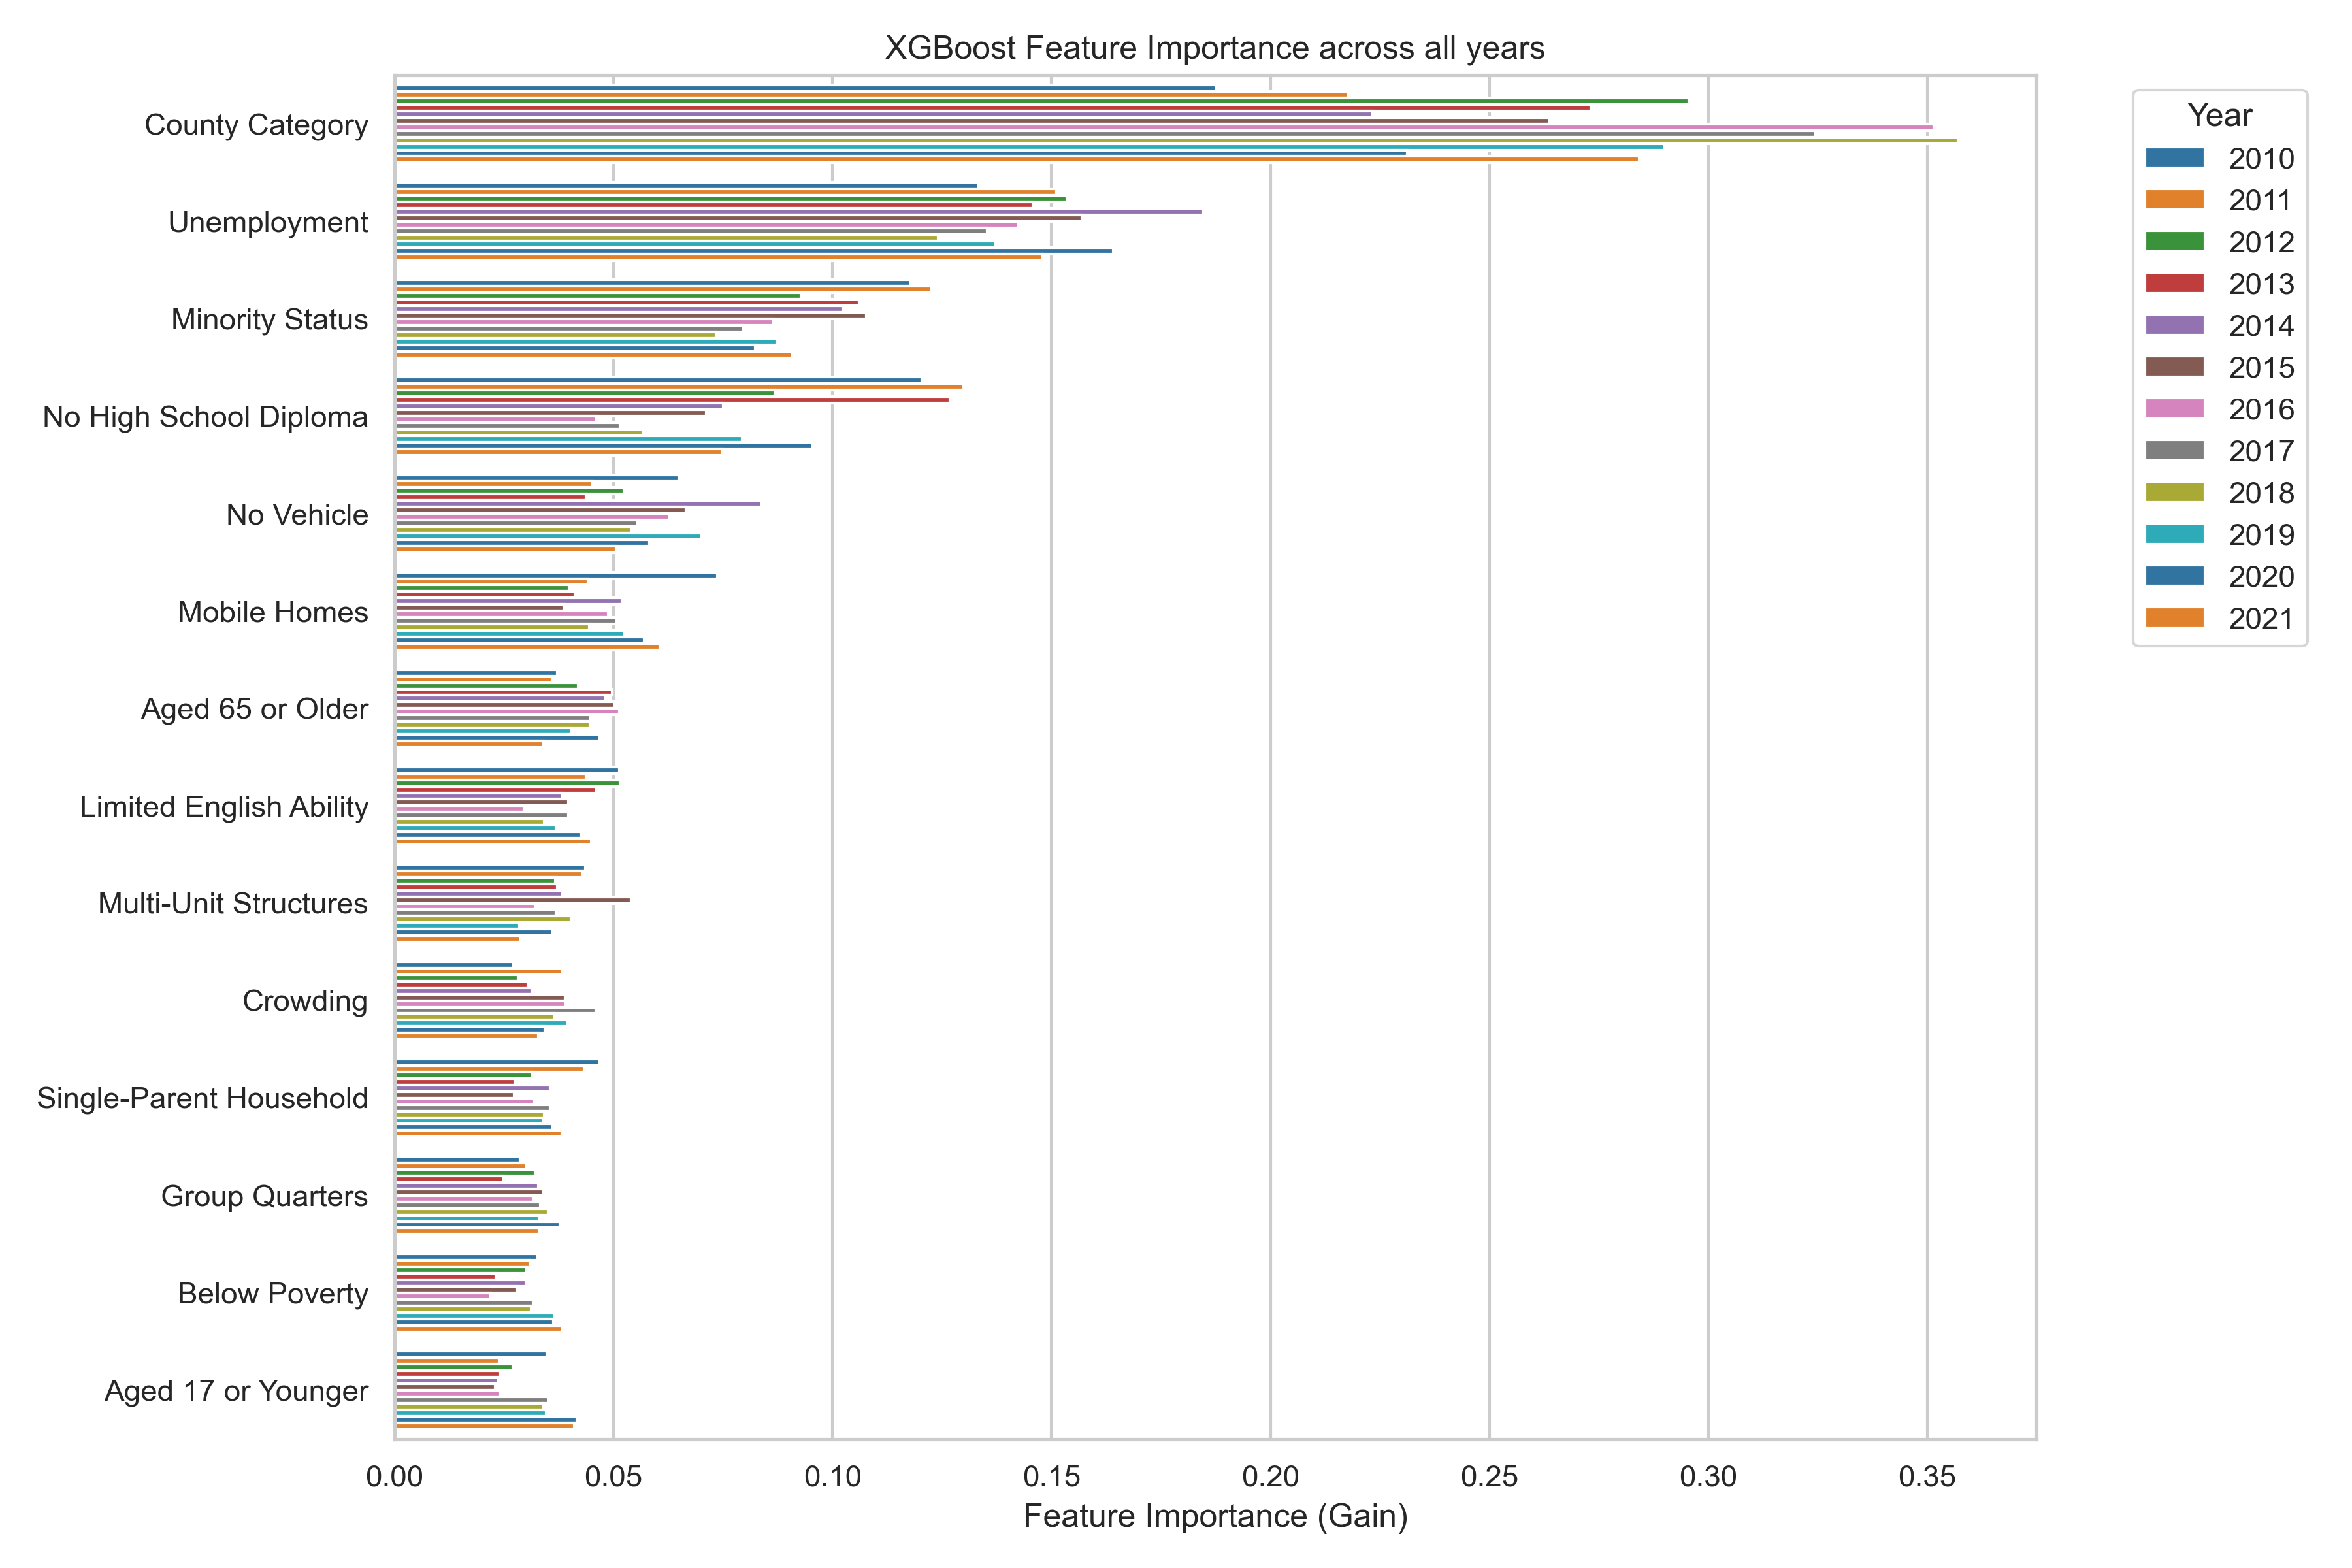 XGBoost Feature Importance across all years
County Category
Unemployment
Minority Status
No High School Diploma
No Vehicle
Mobile Homes
Aged 65 or Older
Limited English Ability
Multi-Unit Structures
Crowding
Single-Parent Household
Group Quarters
Below Poverty
Aged 17 or Younger
0.00 0.05 0.10 0.15 0.20 0.25 0.30 0.35
Feature Importance (Gain)
Year
2010
2011
2012
2013
2014
2015
2016
2017
2018
2019
2020
2021